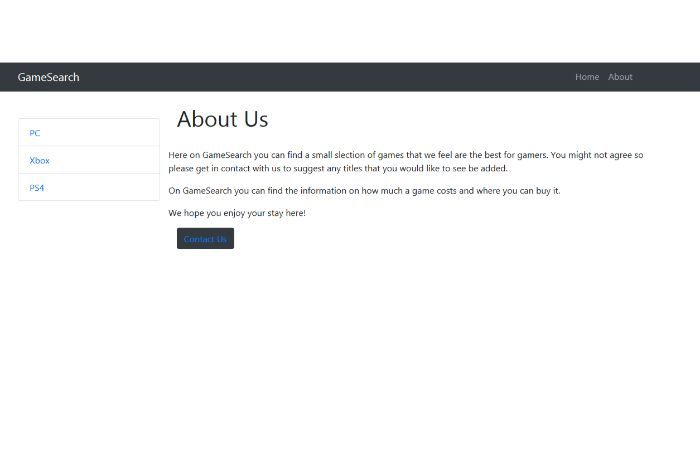 GameSearch
Home About
PC
Xbox
PS4
About Us
Here on GameSearch you can find a small slection of games that we feel are the best for gamers. You might not agree so
please get in contact with us to suggest any titles that you would like to see be added.
On GameSearch you can find the information on how much a game costs and where you can buy it.
We hope you enjoy your stay here!
Contact Us